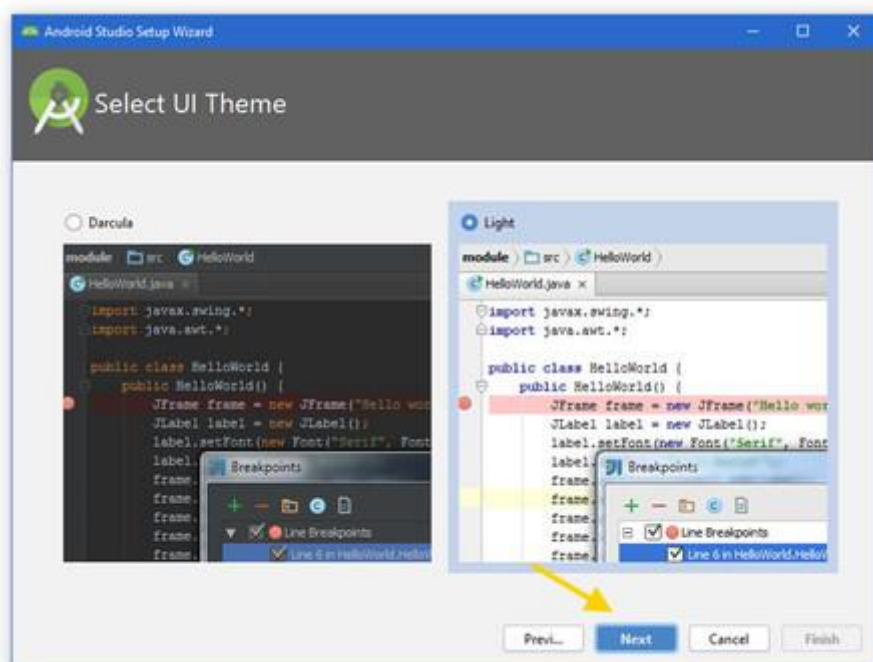 Android Studio Setup Wizard
Select UI Theme
Darcula
module src HelloWorld
HelloWorld.java ×
import javax.swing.*;
import java.awt.*;
public class HelloWorld {
public HelloWorld() {
JFrame frame = new JFrame("Hello wor
JLabel label = new JLabel();
label.setFont(new Font("Serif", Font
label.
frame.
frame.
frame.
frame.
frame.
Breakpoints
Line Breakpoints
Line 6 in HelloWorld.HelloW
Light
module src HelloWorld
HelloWorld.java ×
import javax.swing.*;
import java.awt.*;
public class HelloWorld {
public HelloWorld() {
JFrame frame = new JFrame("Hello wor
JLabel label = new JLabel();
label.setFont(new Font("Serif", Font
label.
frame.
frame.
frame.
frame.
frame.
Breakpoints
Line Breakpoints
Line 6 in HelloWorld.HelloW
Previ... Next Cancel Finish